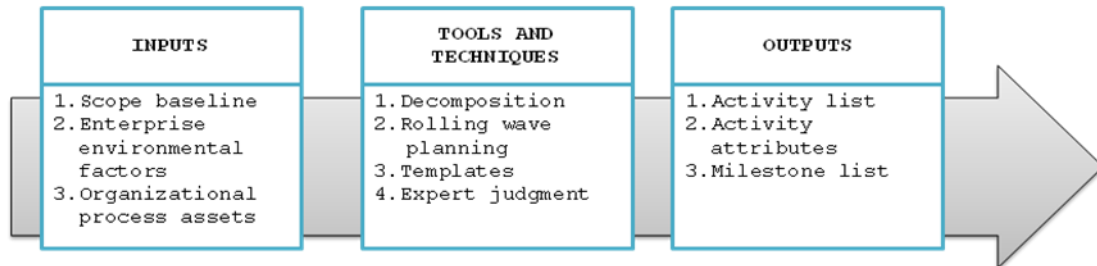 INPUTS
1.Scope baseline
2.Enterprise
environmental
factors
3.Organizational
process assets
TOOLS AND
TECHNIQUES
1.Decomposition
2.Rolling wave
planning
3.Templates
4.Expert judgment
OUTPUTS
1.Activity list
2.Activity
attributes
3.Milestone list